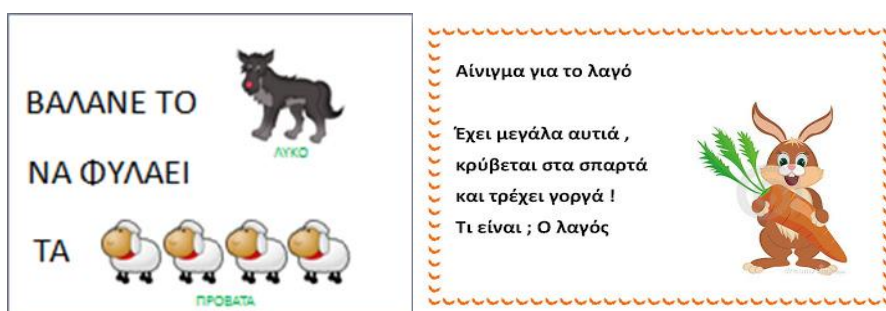 ΒΑΛΑΝΕ ΤΟ
ΛΥΚΟ
ΝΑ ΦΥΛΑΕΙ
ΤΑ
ΠΡΟΒΑΤΑ
Αίνιγμα για το λαγό
Έχει μεγάλα αυτιά ,
κρύβεται στα σπαρτά
και τρέχει γοργά !
Τι είναι ; Ο λαγός